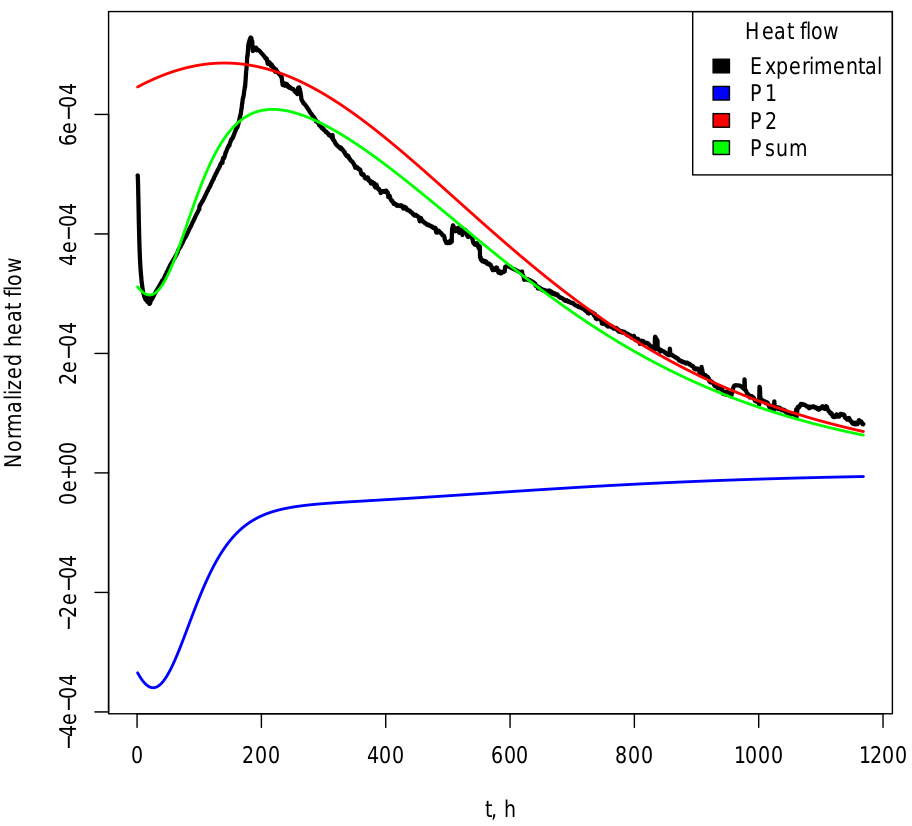 Heat flow
Experimental
P1
P2
Psum
Normalized heat flow
6e−04
4e−04
2e−04
0e+00
−2e−04
−4e−04
0 200 400 600 800 1000 1200
t, h